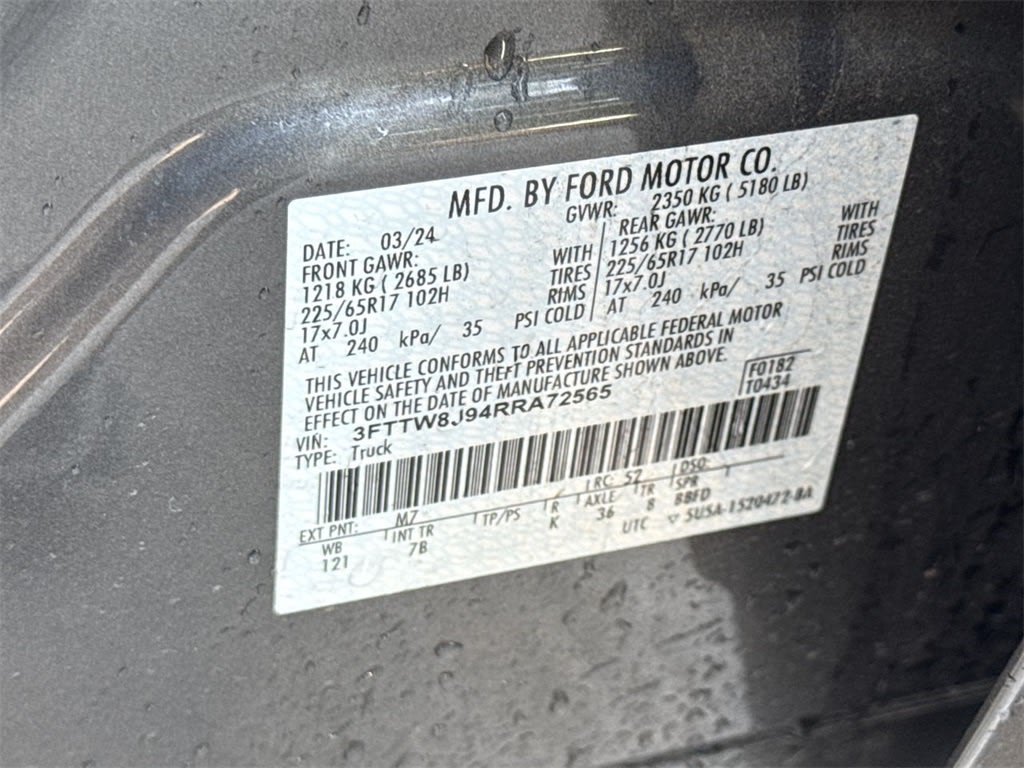 MFD. BY FORD MOTOR CO.
DATE: 03/24 GVWR: 2350 KG ( 5180 LB)
FRONT GAWR: REAR GAWR:
1218 KG ( 2685 LB) WITH 1256 KG ( 2770 LB) WITH
225/65R17 102H TIRES 225/65R17 102H TIRES
17x7.0J RIMS 17x7.0J RIMS
AT 240 kPa/ 35 PSI COLD AT 240 kPa/ 35 PSI COLD
THIS VEHICLE CONFORMS TO ALL APPLICABLE FEDERAL MOTOR
VEHICLE SAFETY AND THEFT PREVENTION STANDARDS IN
EFFECT ON THE DATE OF MANUFACTURE SHOWN ABOVE.
VIN: 3FTTW8J94RRA72565 F0182
TYPE: Truck T0434
EXT PNT: M7 RC: 52 DSO:
WB INT TR TP/PS R AXLE TR SPR
121 7B K 36 8 BBFD
UTC ▽ 5U5A-1520472-BA